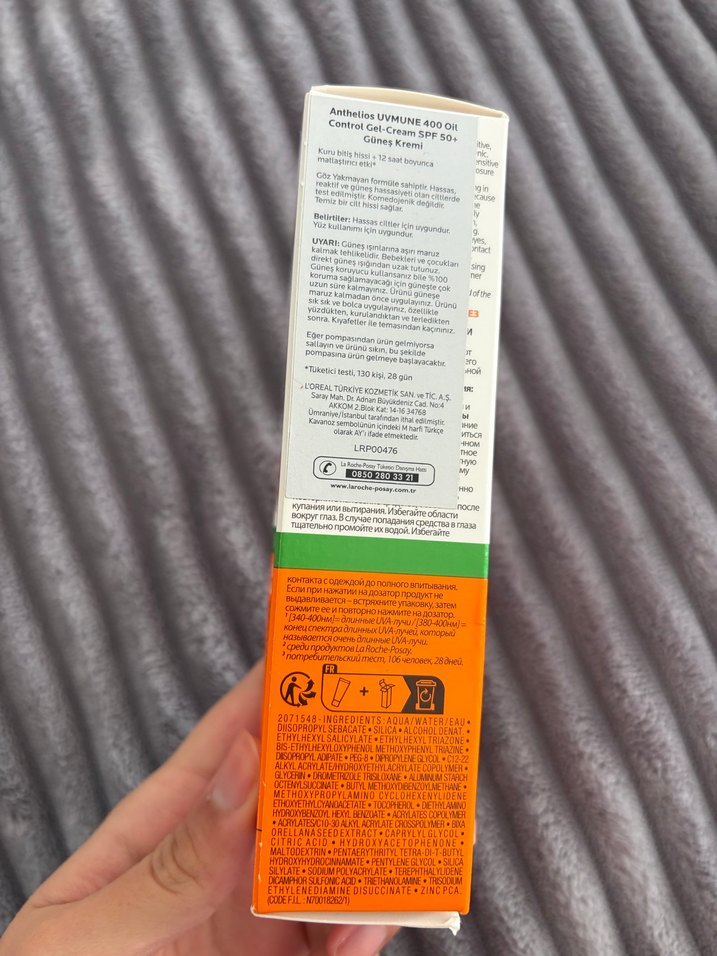 Anthelios UVMUNE 400 Oil
Control Gel-Cream SPF 50+
Güneş Kremi
Kuru bitiş hissi + 12 saat boyunca
matlaştırıcı etki*
Göz Yakmayan formüle sahiptir. Hassas,
reaktif ve güneş hassasiyeti olan ciltlerde
test edilmiştir. Komedojenik değildir.
Temiz bir cilt hissi sağlar.
Belirtiler: Hassas ciltler için uygundur.
Yüz kullanımı için uygundur.
UYARI: Güneş ışınlarına aşırı maruz
kalmak tehlikelidir. Bebekleri ve çocukları
direkt güneş ışığından uzak tutunuz.
Güneş koruyucu kullansanız bile %100
koruma sağlamayacağı için güneşte çok
uzun süre kalmayınız. Ürünü güneşe
maruz kalmadan önce uygulayınız. Ürünü
sık sık ve bolca uygulayınız, özellikle
yüzdükten, kurulandıktan ve terledikten
sonra. Kıyafetler ile temasından kaçınınız.
Eğer pompasından ürün gelmiyorsa
sallayın ve ürünü sıkın, bu şekilde
pompasına ürün gelmeye başlayacaktır.
*Tüketici testi, 130 kişi, 28 gün
L'OREAL TÜRKİYE KOZMETİK SAN. ve TİC. A.Ş.
Saray Mah. Dr. Adnan Büyükdeniz Cad. No:4
AKKOM 2.Blok Kat: 14-16 34768
Ümraniye/İstanbul tarafından ithal edilmiştir.
Kavanoz sembolünün içindeki M harfi Türkçe
olarak AY'ı ifade etmektedir.
LRP00476
La Roche-Posay Tüketici Danışma Hattı
0850 280 33 21
www.laroche-posay.com.tr
после
купания или вытирания. Избегайте области
вокруг глаз. В случае попадания средства в глаза
тщательно промойте их водой. Избегайте
контакта с одеждой до полного впитывания.
Если при нажатии на дозатор продукт не
выдавливается – встряхните упаковку, затем
сожмите ее и повторно нажмите на дозатор.
¹ [340-400нм]= длинные UVA-лучи / [380-400нм] =
конец спектра длинных UVA-лучей, который
называется очень длинные UVA-лучи.
² среди продуктов La Roche-Posay.
³ потребительский тест, 106 человек, 28 дней.
FR
+
2071548 - INGREDIENTS: AQUA/WATER/EAU •
DIISOPROPYL SEBACATE • SILICA • ALCOHOL DENAT. •
ETHYLHEXYL SALICYLATE • ETHYLHEXYL TRIAZONE •
BIS-ETHYLHEXYLOXYPHENOL METHOXYPHENYL TRIAZINE •
DIISOPROPYL ADIPATE • PEG-8 • DIPROPYLENE GLYCOL • C12-22
ALKYL ACRYLATE/HYDROXYETHYLACRYLATE COPOLYMER •
GLYCERIN • DROMETRIZOLE TRISILOXANE • ALUMINUM STARCH
OCTENYLSUCCINATE • BUTYL METHOXYDIBENZOYLMETHANE •
METHOXYPROPYLAMINO CYCLOHEXENYLIDENE
ETHOXYETHYLCYANOACETATE • TOCOPHEROL • DIETHYLAMINO
HYDROXYBENZOYL HEXYL BENZOATE • ACRYLATES COPOLYMER
• ACRYLATES/C10-30 ALKYL ACRYLATE CROSSPOLYMER • BIXA
ORELLANA SEED EXTRACT • CAPRYLYL GLYCOL •
CITRIC ACID • HYDROXYACETOPHENONE •
MALTODEXTRIN • PENTAERYTHRITYL TETRA-DI-T-BUTYL
HYDROXYHYDROCINNAMATE • PENTYLENE GLYCOL • SILICA
SILYLATE • SODIUM POLYACRYLATE • TEREPHTHALYLIDENE
DICAMPHOR SULFONIC ACID • TRIETHANOLAMINE • TRISODIUM
ETHYLENEDIAMINE DISUCCINATE • ZINC PCA.
(CODE F.I.L. : N70018262/1)